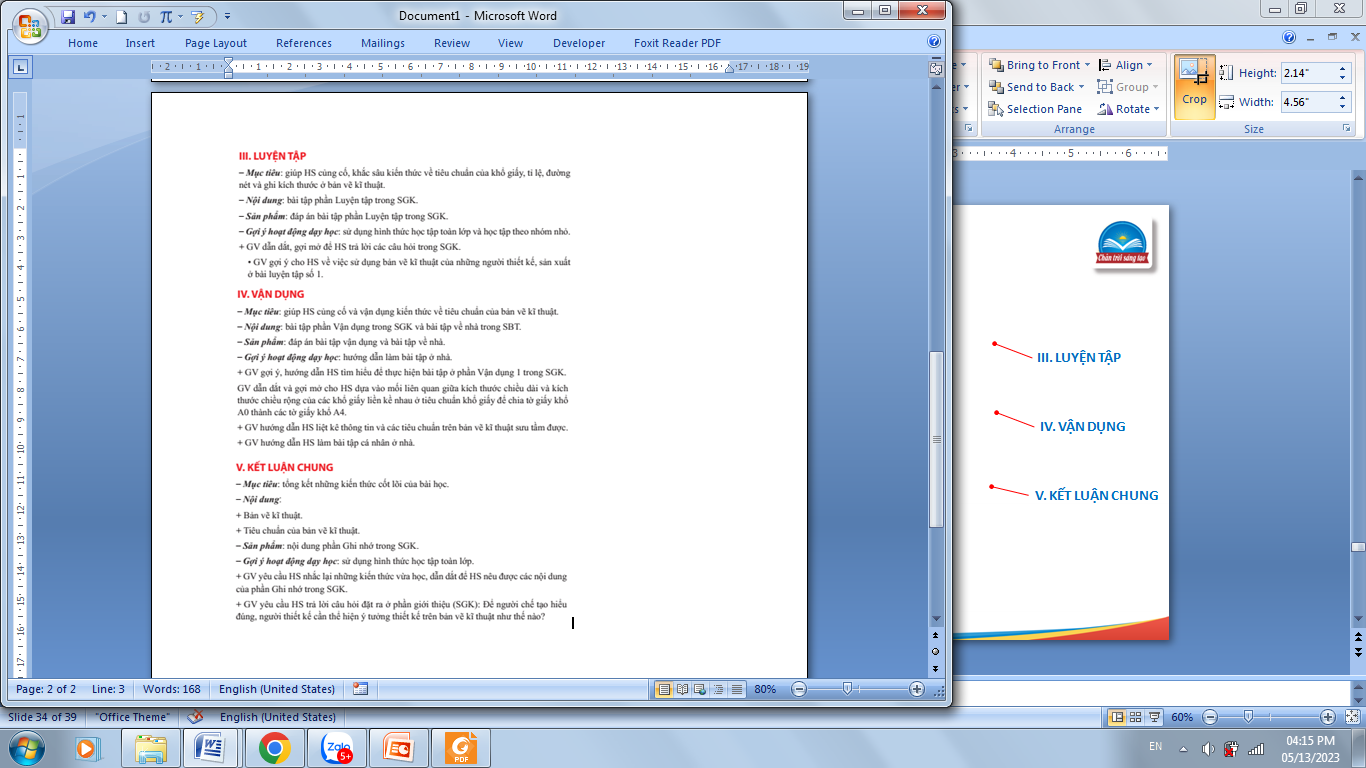 Document1 - Microsoft Word
Home Insert Page Layout References Mailings Review View Developer Foxit Reader PDF
Bring to Front Align
Send to Back Group
Selection Pane Rotate
Arrange
Crop
Height: 2.14"
Width: 4.56"
Size
III. LUYỆN TẬP
– Mục tiêu: giúp HS củng cố, khắc sâu kiến thức về tiêu chuẩn của khổ giấy, tỉ lệ, đường
nét và ghi kích thước ở bản vẽ kĩ thuật.
– Nội dung: bài tập phần Luyện tập trong SGK.
– Sản phẩm: đáp án bài tập phần Luyện tập trong SGK.
– Gợi ý hoạt động dạy học: sử dụng hình thức học tập toàn lớp và học tập theo nhóm nhỏ.
+ GV dẫn dắt, gợi mở để HS trả lời các câu hỏi trong SGK.
• GV gợi ý cho HS về việc sử dụng bản vẽ kĩ thuật của những người thiết kế, sản xuất
ở bài luyện tập số 1.
IV. VẬN DỤNG
– Mục tiêu: giúp HS củng cố và vận dụng kiến thức về tiêu chuẩn của bản vẽ kĩ thuật.
– Nội dung: bài tập phần Vận dụng trong SGK và bài tập về nhà trong SBT.
– Sản phẩm: đáp án bài tập vận dụng và bài tập về nhà.
– Gợi ý hoạt động dạy học: hướng dẫn làm bài tập ở nhà.
+ GV gợi ý, hướng dẫn HS tìm hiểu để thực hiện bài tập ở phần Vận dụng 1 trong SGK.
GV dẫn dắt và gợi mở cho HS dựa vào mối liên quan giữa kích thước chiều dài và kích
thước chiều rộng của các khổ giấy liền kề nhau ở tiêu chuẩn khổ giấy để chia tờ giấy khổ
A0 thành các tờ giấy khổ A4.
+ GV hướng dẫn HS liệt kê thông tin và các tiêu chuẩn trên bản vẽ kĩ thuật sưu tầm được.
+ GV hướng dẫn HS làm bài tập cá nhân ở nhà.
V. KẾT LUẬN CHUNG
– Mục tiêu: tổng kết những kiến thức cốt lõi của bài học.
– Nội dung:
+ Bản vẽ kĩ thuật.
+ Tiêu chuẩn của bản vẽ kĩ thuật.
– Sản phẩm: nội dung phần Ghi nhớ trong SGK.
– Gợi ý hoạt động dạy học: sử dụng hình thức học tập toàn lớp.
+ GV yêu cầu HS nhắc lại những kiến thức vừa học, dẫn dắt để HS nêu được các nội dung
của phần Ghi nhớ trong SGK.
+ GV yêu cầu HS trả lời câu hỏi đặt ra ở phần giới thiệu (SGK): Để người chế tạo hiểu
đúng, người thiết kế cần thể hiện ý tưởng thiết kế trên bản vẽ kĩ thuật như thế nào?
Chân trời sáng tạo
III. LUYỆN TẬP
IV. VẬN DỤNG
V. KẾT LUẬN CHUNG
Page: 2 of 2 Line: 3 Words: 168 English (United States) 80%
Slide 34 of 39 "Office Theme" English (United States) 60%
Zalo 5+
PDF
EN
04:15 PM
05/13/2023